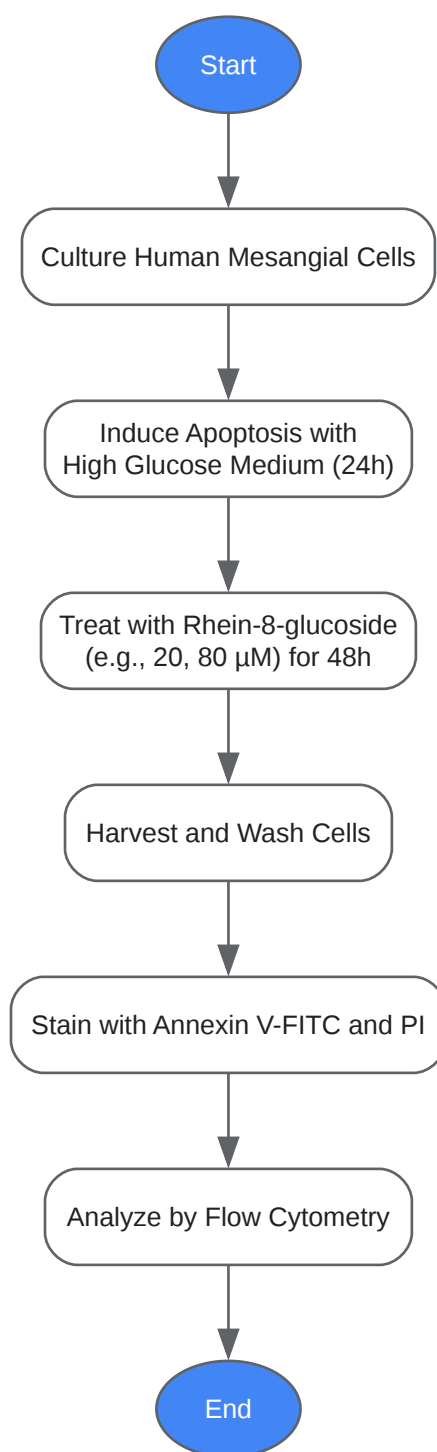 Start
Culture Human Mesangial Cells
Induce Apoptosis with
High Glucose Medium (24h)
Treat with Rhein-8-glucoside
(e.g., 20, 80 µM) for 48h
Harvest and Wash Cells
Stain with Annexin V-FITC and PI
Analyze by Flow Cytometry
End